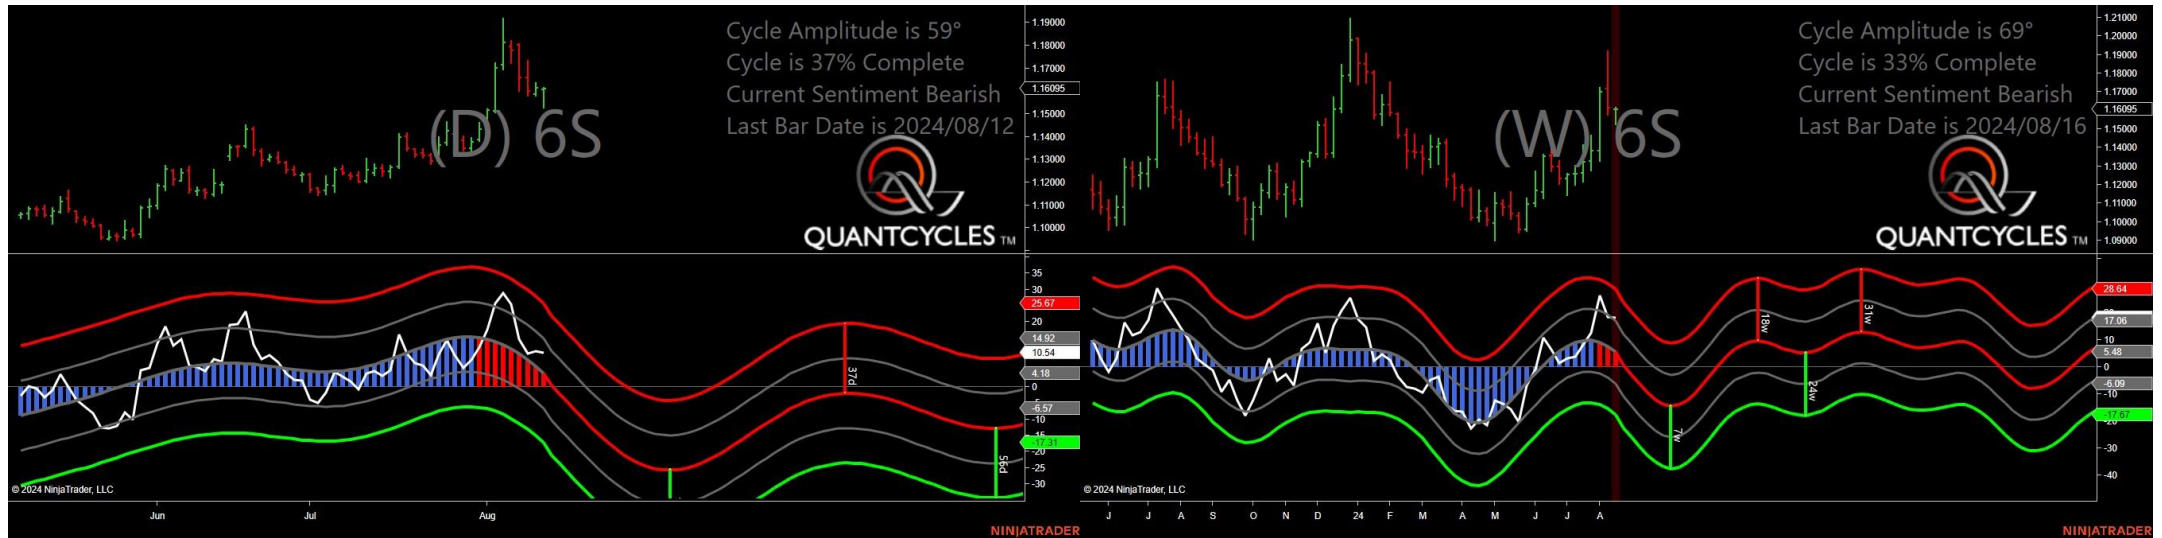 Cycle Amplitude is 59°
Cycle is 37% Complete
Current Sentiment Bearish
Last Bar Date is 2024/08/12
(D) 6S
QUANTCYCLES TM
1.19000
1.18000
1.17000
1.16095
1.15000
1.14000
1.13000
1.12000
1.11000
1.10000
35
30
25.67
20
14.92
10.54
4.18
0
-6.57
-10
-17.31
-20
-25
-30
37d
56d
© 2024 NinjaTrader, LLC
Jun
Jul
Aug
NINJATRADER
Cycle Amplitude is 69°
Cycle is 33% Complete
Current Sentiment Bearish
Last Bar Date is 2024/08/16
(W) 6S
QUANTCYCLES TM
1.21000
1.20000
1.19000
1.18000
1.17000
1.16095
1.15000
1.14000
1.13000
1.12000
1.11000
1.10000
1.09000
28.64
17.06
10
5.48
0
-6.09
-10
-17.67
-30
-40
7w
18w
24w
31w
© 2024 NinjaTrader, LLC
J J A S O N D 24 F M A M J J A
NINJATRADER